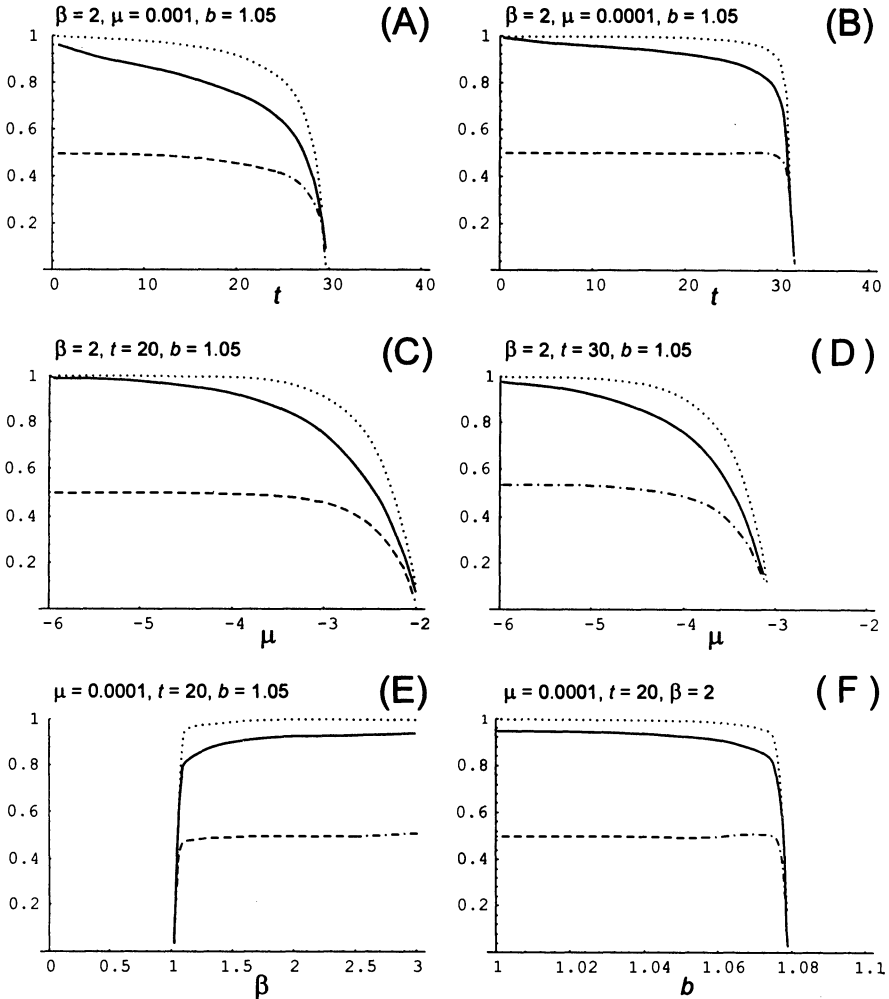 β = 2, μ = 0.001, b = 1.05
(A)
1
0.8
0.6
0.4
0.2
0 10 20 30 40
t
β = 2, μ = 0.0001, b = 1.05
(B)
1
0.8
0.6
0.4
0.2
0 10 20 30 40
t
β = 2, t = 20, b = 1.05
(C)
1
0.8
0.6
0.4
0.2
-6 -5 -4 -3 -2
μ
β = 2, t = 30, b = 1.05
(D)
1
0.8
0.6
0.4
0.2
-6 -5 -4 -3 -2
μ
μ = 0.0001, t = 20, b = 1.05
(E)
1
0.8
0.6
0.4
0.2
0 0.5 1 1.5 2 2.5 3
β
μ = 0.0001, t = 20, β = 2
(F)
1
0.8
0.6
0.4
0.2
1 1.02 1.04 1.06 1.08 1.1
b